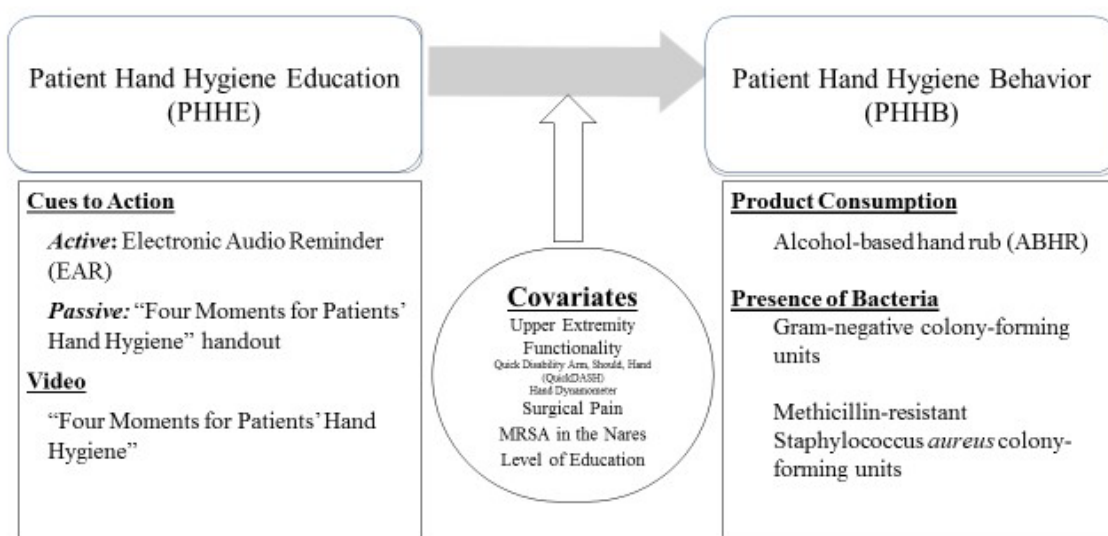 Patient Hand Hygiene Education
(PHHE)
Patient Hand Hygiene Behavior
(PHHB)
Cues to Action
Active: Electronic Audio Reminder
(EAR)
Passive: “Four Moments for Patients’
Hand Hygiene” handout
Video
“Four Moments for Patients’ Hand
Hygiene”
Covariates
Upper Extremity
Functionality
Quick Disability Arm, Should, Hand
(QuickDASH)
Hand Dynamometer
Surgical Pain
MRSA in the Nares
Level of Education
Product Consumption
Alcohol-based hand rub (ABHR)
Presence of Bacteria
Gram-negative colony-forming
units
Methicillin-resistant
Staphylococcus aureus colony-
forming units